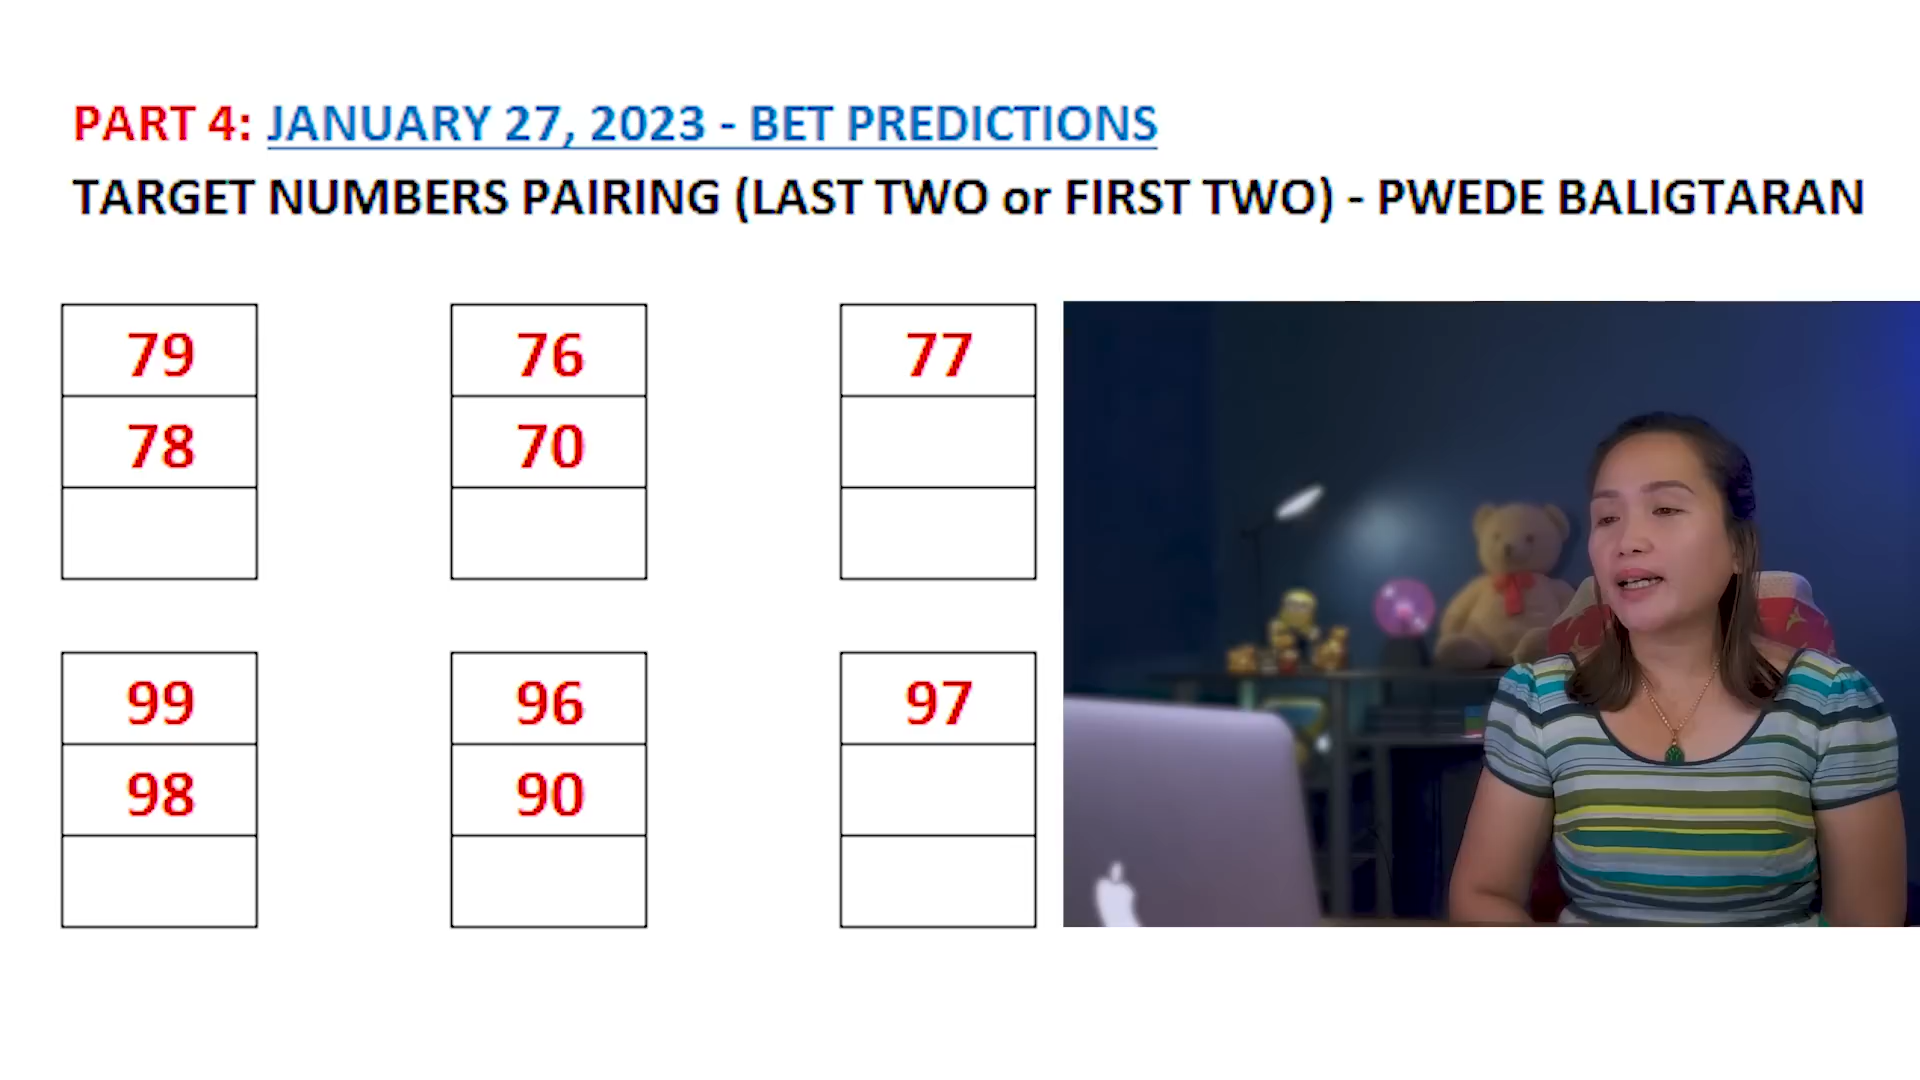 PART 4: JANUARY 27, 2023 - BET PREDICTIONS
TARGET NUMBERS PAIRING (LAST TWO or FIRST TWO) - PWEDE BALIGTARAN
79 76 77
78 70
99 96 97
98 90